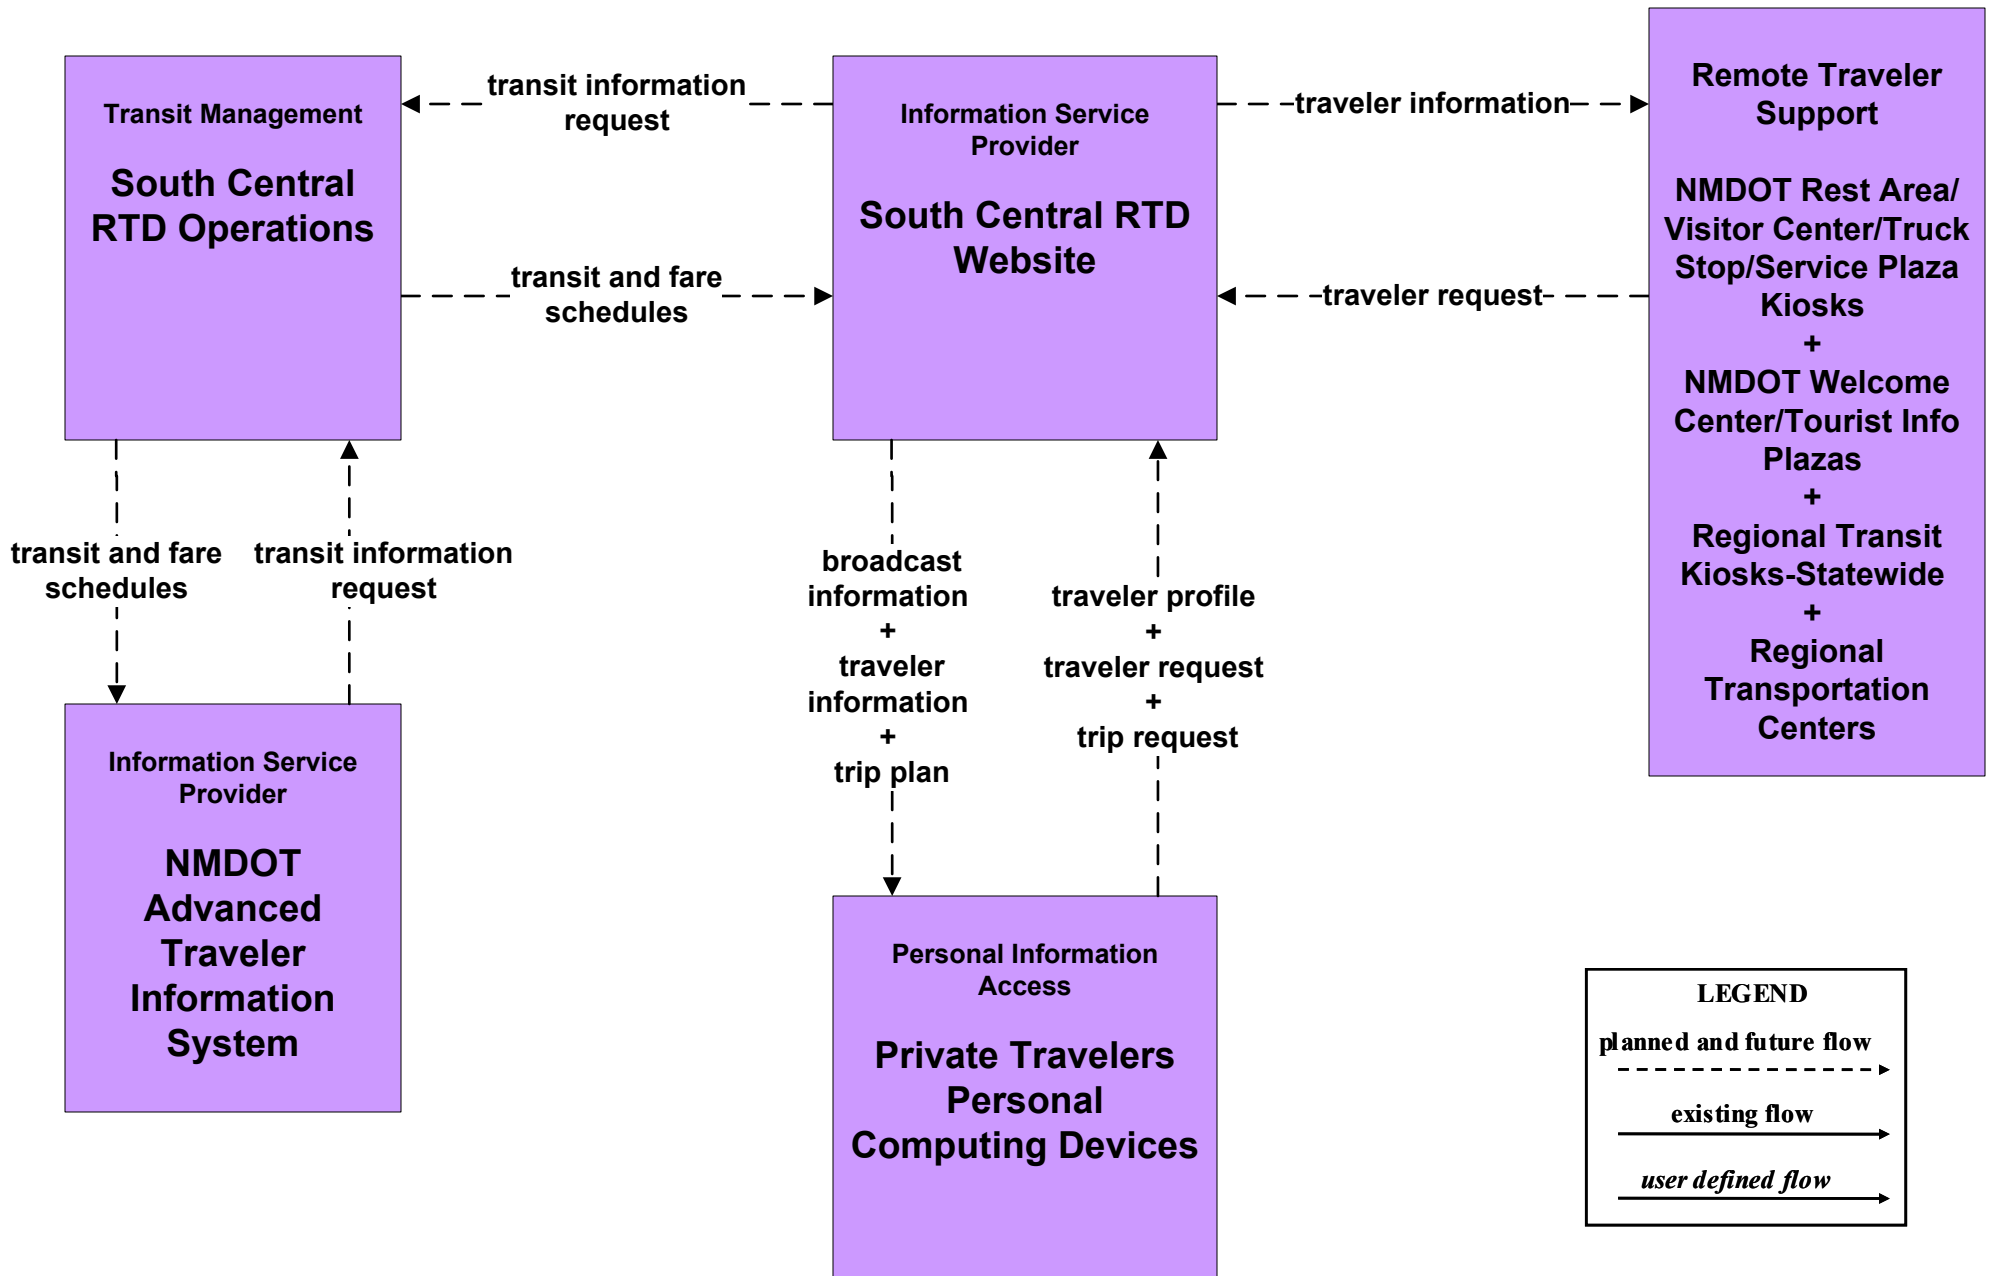 Transit Management
South Central
RTD Operations
transit information
request
transit and fare
schedules
Information Service
Provider
South Central RTD
Website
traveler information
traveler request
Remote Traveler
Support
NMDOT Rest Area/
Visitor Center/Truck
Stop/Service Plaza
Kiosks
+
NMDOT Welcome
Center/Tourist Info
Plazas
+
Regional Transit
Kiosks-Statewide
+
Regional
Transportation
Centers
transit and fare
schedules
transit information
request
broadcast
information
+
traveler
information
+
trip plan
traveler profile
+
traveler request
+
trip request
Information Service
Provider
NMDOT
Advanced
Traveler
Information
System
Personal Information
Access
Private Travelers
Personal
Computing Devices
LEGEND
planned and future flow
existing flow
user defined flow